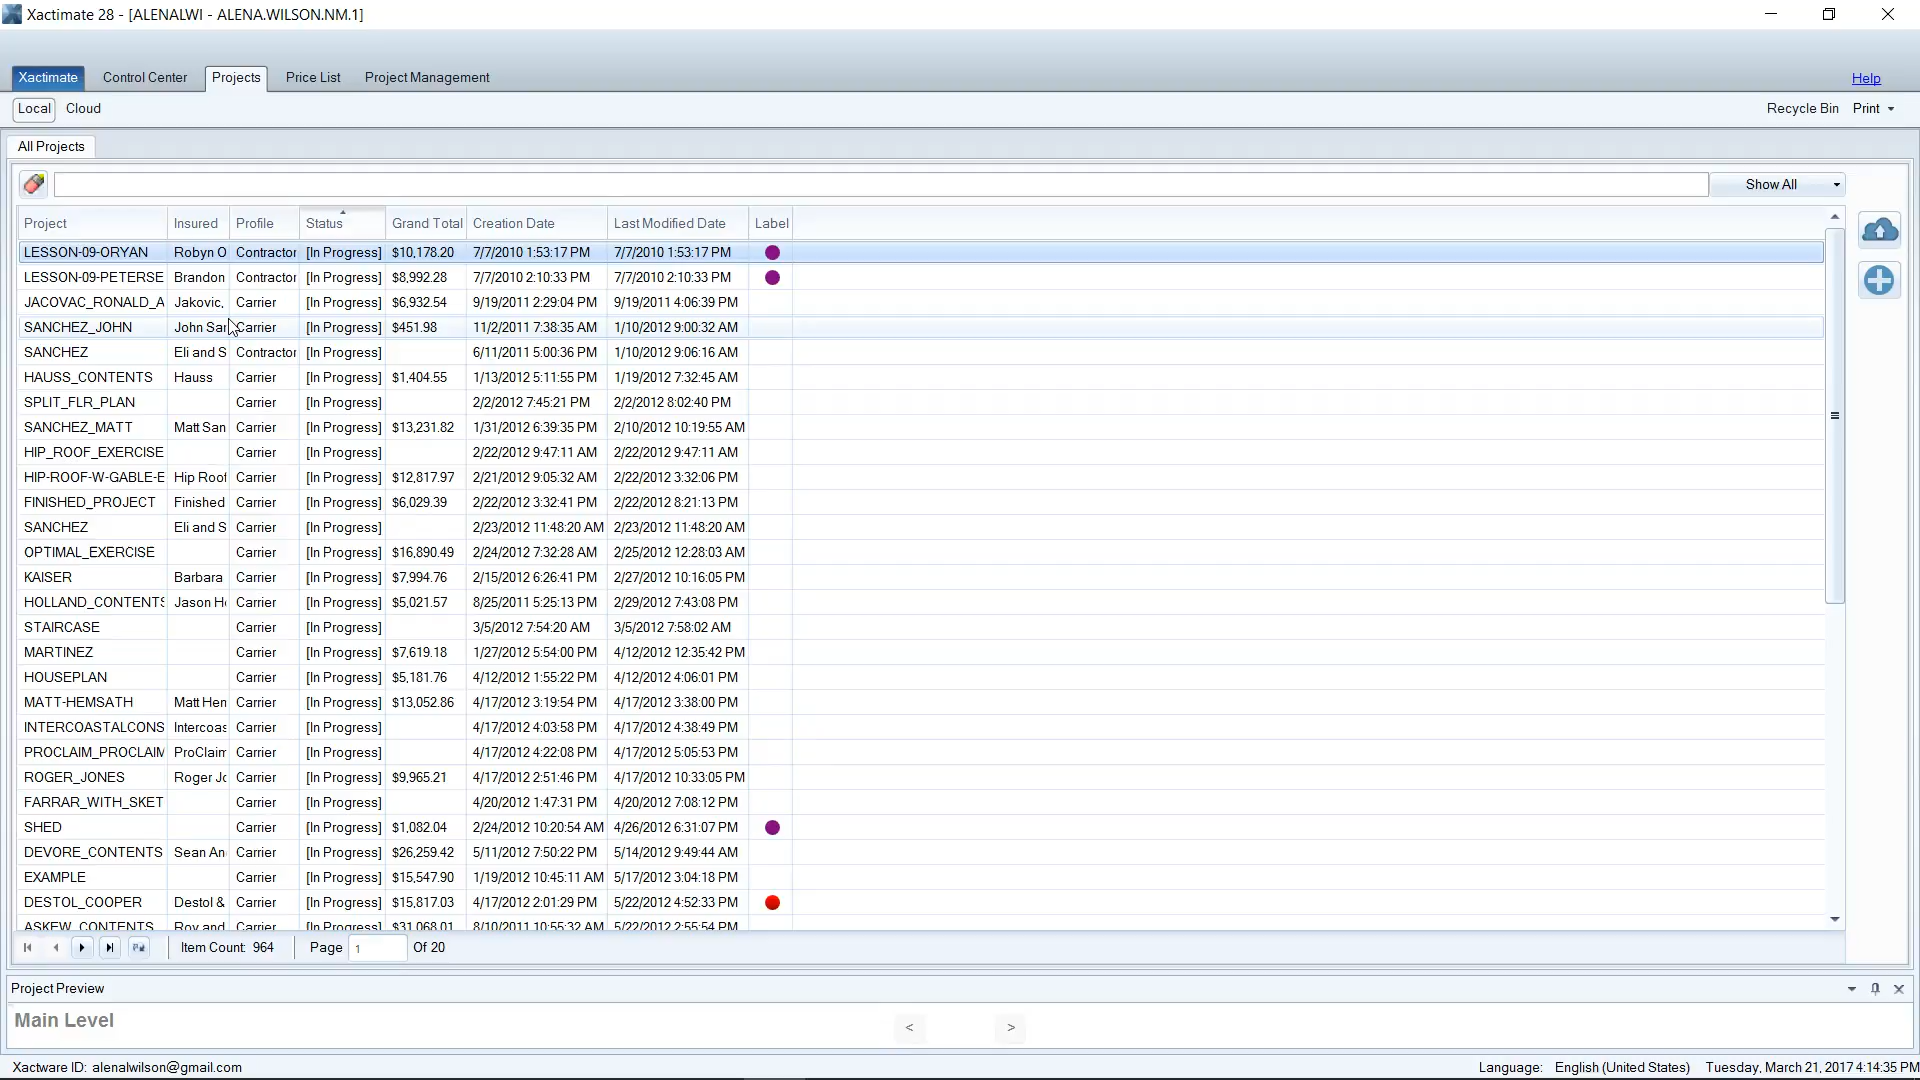 Xactimate 28 - [ALENALWI - ALENA.WILSON.NM.1]
Xactimate Control Center Projects Price List Project Management Help
Local Cloud Recycle Bin Print
All Projects
Show All
Project Insured Profile Status Grand Total Creation Date Last Modified Date Label
LESSON-09-ORYAN Robyn O Contractor [In Progress] $10,178.20 7/7/2010 1:53:17 PM 7/7/2010 1:53:17 PM
LESSON-09-PETERSE Brandon Contractor [In Progress] $8,992.28 7/7/2010 2:10:33 PM 7/7/2010 2:10:33 PM
JACOVAC_RONALD_A Jakovic, Carrier [In Progress] $6,932.54 9/19/2011 2:29:04 PM 9/19/2011 4:06:39 PM
SANCHEZ_JOHN John San Carrier [In Progress] $451.98 11/2/2011 7:38:35 AM 1/10/2012 9:00:32 AM
SANCHEZ Eli and S Contractor [In Progress] 6/11/2011 5:00:36 PM 1/10/2012 9:06:16 AM
HAUSS_CONTENTS Hauss Carrier [In Progress] $1,404.55 1/13/2012 5:11:55 PM 1/19/2012 7:32:45 AM
SPLIT_FLR_PLAN Carrier [In Progress] 2/2/2012 7:45:21 PM 2/2/2012 8:02:40 PM
SANCHEZ_MATT Matt San Carrier [In Progress] $13,231.82 1/31/2012 6:39:35 PM 2/10/2012 10:19:55 AM
HIP_ROOF_EXERCISE Carrier [In Progress] 2/22/2012 9:47:11 AM 2/22/2012 9:47:11 AM
HIP-ROOF-W-GABLE-E Hip Roof Carrier [In Progress] $12,817.97 2/21/2012 9:05:32 AM 2/22/2012 3:32:06 PM
FINISHED_PROJECT Finished Carrier [In Progress] $6,029.39 2/22/2012 3:32:41 PM 2/22/2012 8:21:13 PM
SANCHEZ Eli and S Carrier [In Progress] 2/23/2012 11:48:20 AM 2/23/2012 11:48:20 AM
OPTIMAL_EXERCISE Carrier [In Progress] $16,890.49 2/24/2012 7:32:28 AM 2/25/2012 12:28:03 AM
KAISER Barbara Carrier [In Progress] $7,994.76 2/15/2012 6:26:41 PM 2/27/2012 10:16:05 PM
HOLLAND_CONTENTS Jason Ho Carrier [In Progress] $5,021.57 8/25/2011 5:25:13 PM 2/29/2012 7:43:08 PM
STAIRCASE Carrier [In Progress] 3/5/2012 7:54:20 AM 3/5/2012 7:58:02 AM
MARTINEZ Carrier [In Progress] $7,619.18 1/27/2012 5:54:00 PM 4/12/2012 12:35:42 PM
HOUSEPLAN Carrier [In Progress] $5,181.76 4/12/2012 1:55:22 PM 4/12/2012 4:06:01 PM
MATT-HEMSATH Matt Hem Carrier [In Progress] $13,052.86 4/17/2012 3:19:54 PM 4/17/2012 3:38:00 PM
INTERCOASTALCONS Intercoas Carrier [In Progress] 4/17/2012 4:03:58 PM 4/17/2012 4:38:49 PM
PROCLAIM_PROCLAIM ProClaim Carrier [In Progress] 4/17/2012 4:22:08 PM 4/17/2012 5:05:53 PM
ROGER_JONES Roger Jo Carrier [In Progress] $9,965.21 4/17/2012 2:51:46 PM 4/17/2012 10:33:05 PM
FARRAR_WITH_SKET Carrier [In Progress] 4/20/2012 1:47:31 PM 4/20/2012 7:08:12 PM
SHED Carrier [In Progress] $1,082.04 2/24/2012 10:20:54 AM 4/26/2012 6:31:07 PM
DEVORE_CONTENTS Sean An Carrier [In Progress] $26,259.42 5/11/2012 7:50:22 PM 5/14/2012 9:49:44 AM
EXAMPLE Carrier [In Progress] $15,547.90 1/19/2012 10:45:11 AM 5/17/2012 3:04:18 PM
DESTOL_COOPER Destol & Carrier [In Progress] $15,817.03 4/17/2012 2:01:29 PM 5/22/2012 4:52:33 PM
ASKEW_CONTENTS Roy and Carrier [In Progress] $31,068.01 8/10/2011 10:55:32 AM 5/22/2012 2:55:54 PM
Item Count: 964 Page 1 Of 20
Project Preview
Main Level
< >
Xactware ID: alenalwilson@gmail.com Language: English (United States) Tuesday, March 21, 2017 4:14:35 PM